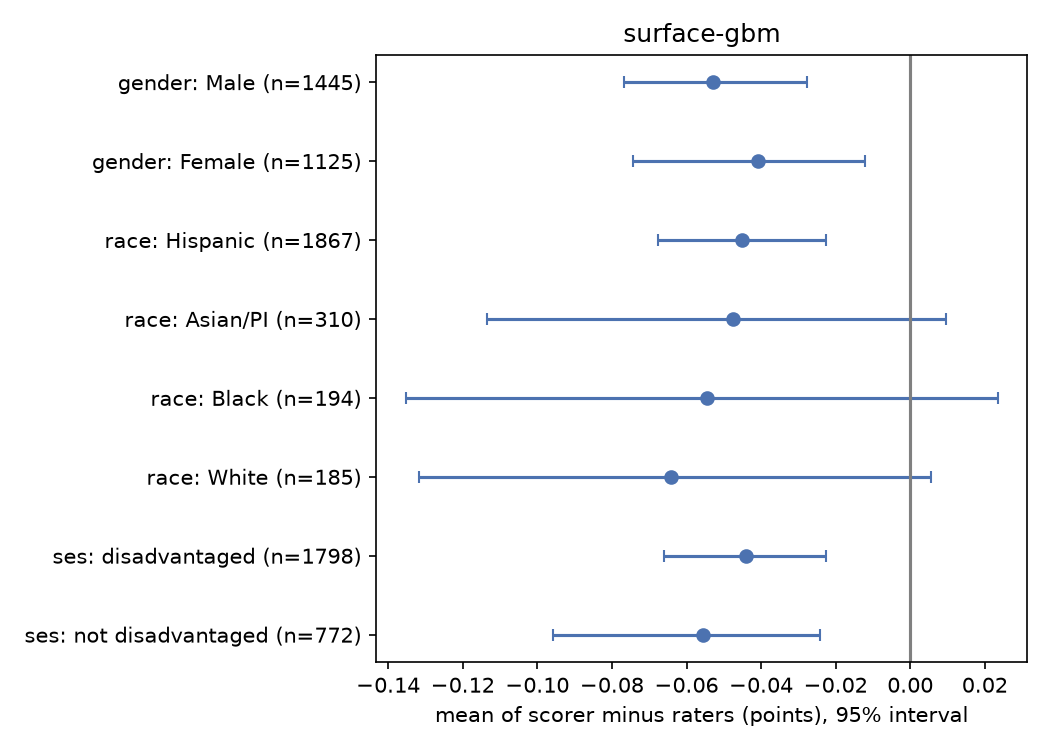 surface-gbm
gender: Male (n=1445)
gender: Female (n=1125)
race: Hispanic (n=1867)
race: Asian/PI (n=310)
race: Black (n=194)
race: White (n=185)
ses: disadvantaged (n=1798)
ses: not disadvantaged (n=772)
−0.14 −0.12 −0.10 −0.08 −0.06 −0.04 −0.02 0.00 0.02
mean of scorer minus raters (points), 95% interval